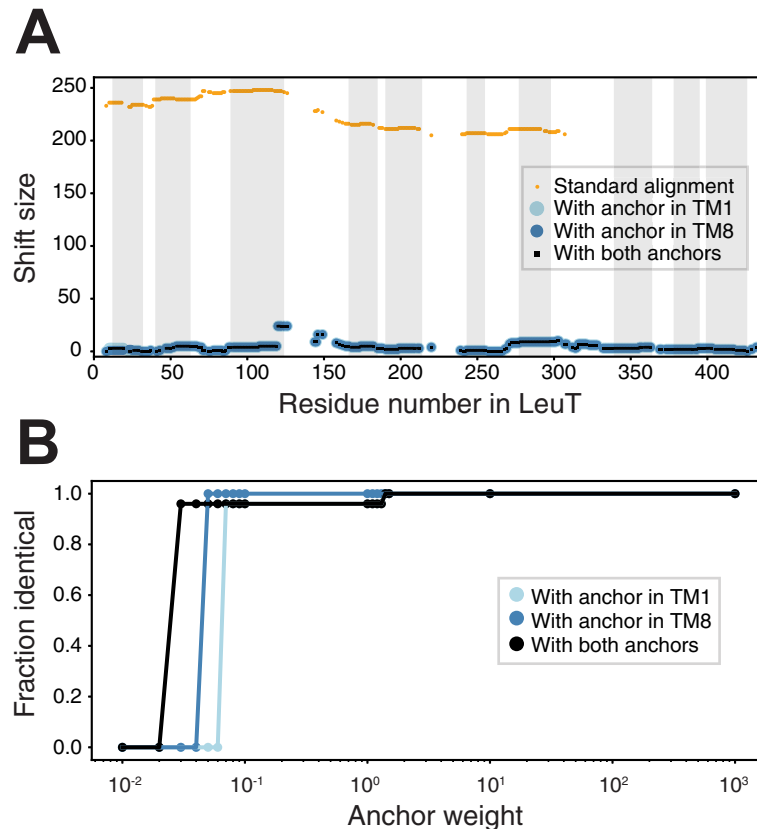 A
250
200
150
100
50
0
Shift size
Standard alignment
With anchor in TM1
With anchor in TM8
With both anchors
0 50 100 150 200 250 300 350 400
Residue number in LeuT
B
1.0
0.8
0.6
0.4
0.2
0.0
Fraction identical
With anchor in TM1
With anchor in TM8
With both anchors
10⁻² 10⁻¹ 10⁰ 10¹ 10² 10³
Anchor weight